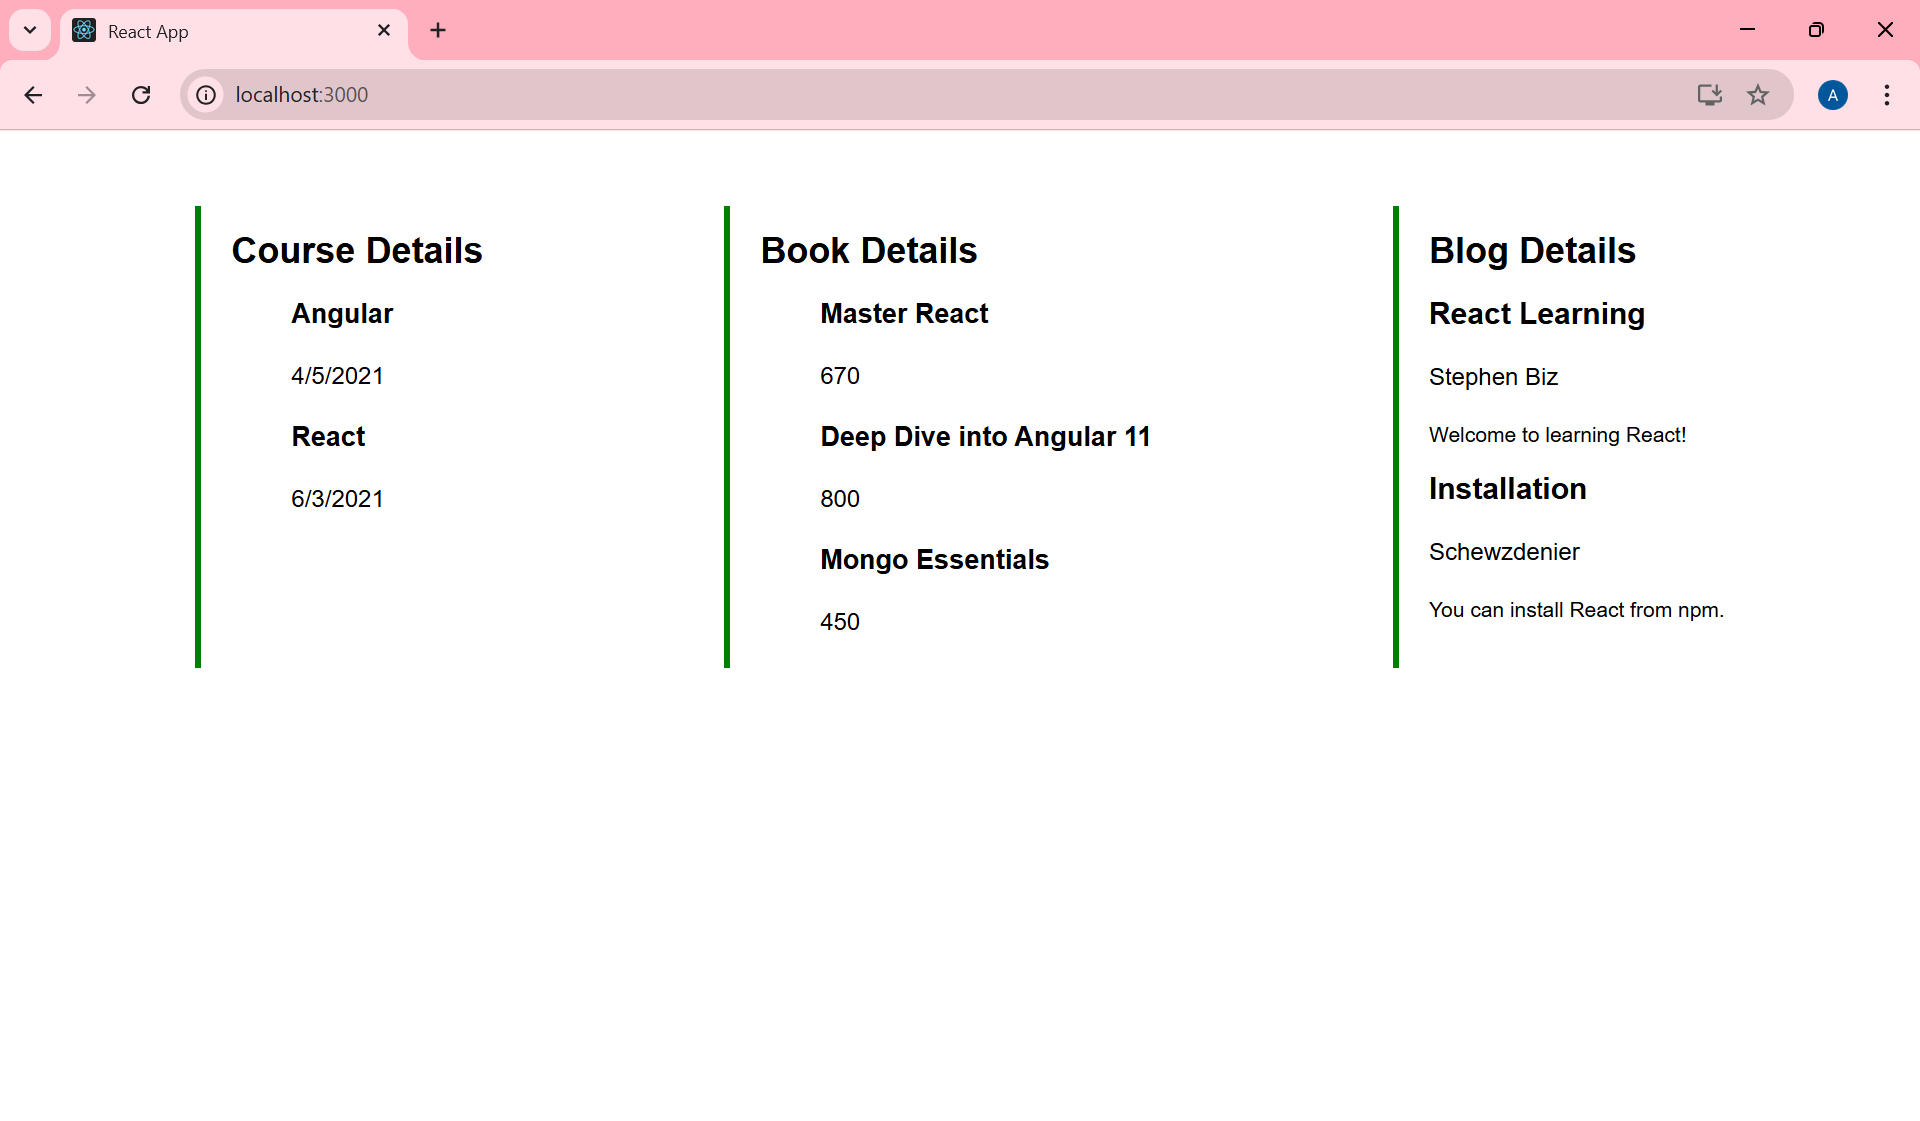 React App
localhost:3000
A
Course Details
Angular
4/5/2021
React
6/3/2021
Book Details
Master React
670
Deep Dive into Angular 11
800
Mongo Essentials
450
Blog Details
React Learning
Stephen Biz
Welcome to learning React!
Installation
Schewzdenier
You can install React from npm.